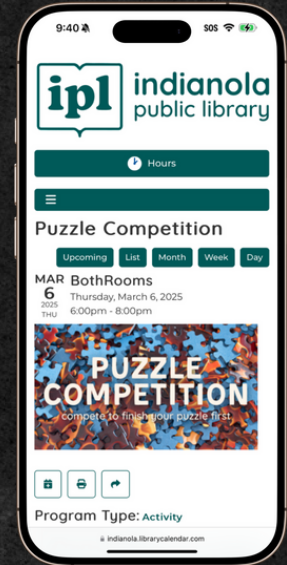 9:40
SOS
ipl
indianola
public library
Hours
Puzzle Competition
Upcoming
List
Month
Week
Day
MAR
6
2025
THU
BothRooms
Thursday, March 6, 2025
6:00pm - 8:00pm
PUZZLE
COMPETITION
compete to finish your puzzle first
Program Type: Activity
indianola.librarycalendar.com